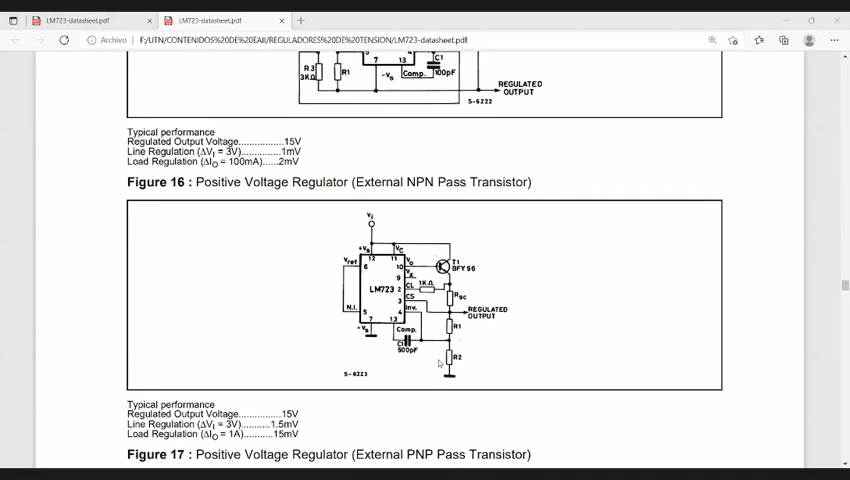 LM723-datasheet.pdf
LM723-datasheet.pdf
Archivo
F:/UTN/CONTENIDOS%20DE%20EAII/REGULADORES%20DE%20TENSION/LM723-datasheet.pdf
R3
3KΩ
R1
7
13
-Vs
Comp.
C1
100pF
REGULATED
OUTPUT
S-6222
Typical performance
Regulated Output Voltage................15V
Line Regulation (ΔVI = 3V)...............1mV
Load Regulation (ΔIO = 100mA)......2mV
Figure 16 : Positive Voltage Regulator (External NPN Pass Transistor)
Vi
+Vs
VC
12
11
Vref
6
Vo
10
T1
BFY 56
Vz
9
LM723
CL
1KΩ
2
CS
3
Rsc
N.I.
5
Inv.
4
REGULATED
OUTPUT
7
13
R1
-Vs
Comp.
C1
500pF
R2
S-6223
Typical performance
Regulated Output Voltage................15V
Line Regulation (ΔVI = 3V)............1.5mV
Load Regulation (ΔIO = 1A)...........15mV
Figure 17 : Positive Voltage Regulator (External PNP Pass Transistor)